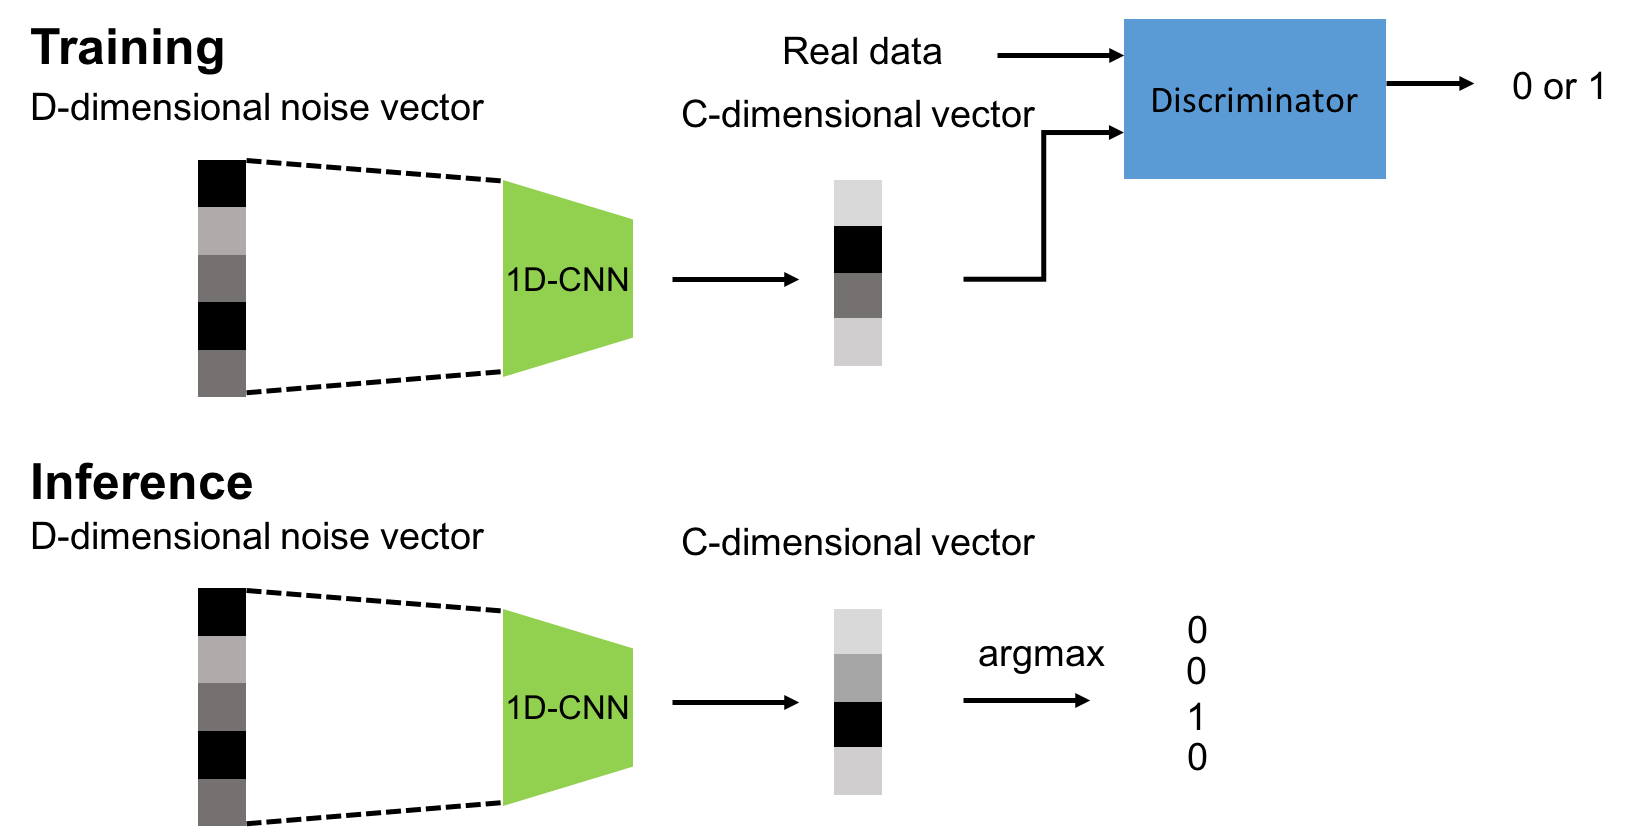 Training
D-dimensional noise vector
Real data
C-dimensional vector
Discriminator
0 or 1
1D-CNN
Inference
D-dimensional noise vector
C-dimensional vector
1D-CNN
argmax
0
0
1
0